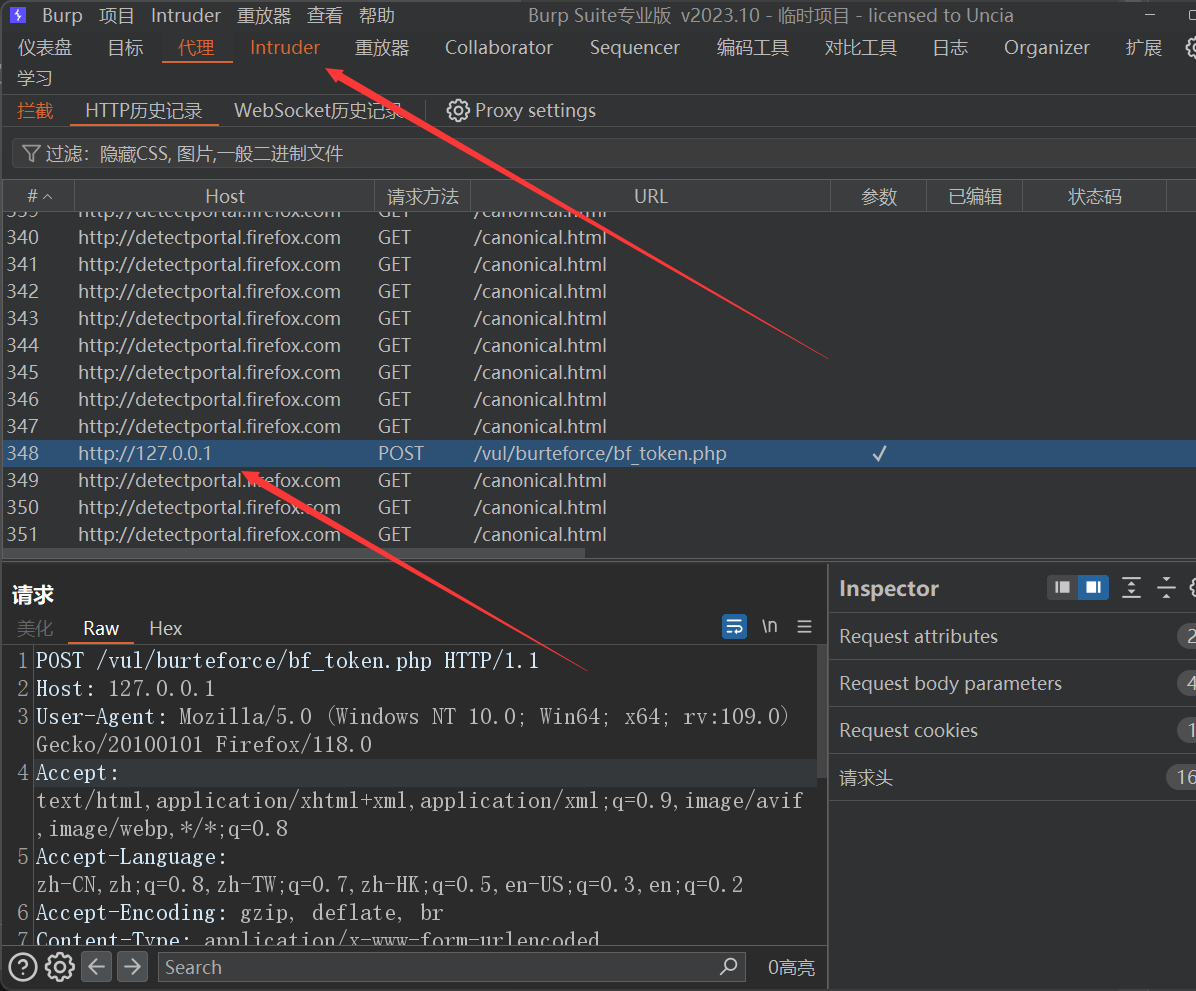 Burp 项目 Intruder 重放器 查看 帮助 Burp Suite专业版 v2023.10 - 临时项目 - licensed to Uncia
仪表盘 目标 代理 Intruder 重放器 Collaborator Sequencer 编码工具 对比工具 日志 Organizer 扩展
学习
拦截 HTTP历史记录 WebSocket历史记录 Proxy settings
过滤：隐藏CSS, 图片,一般二进制文件
# Host 请求方法 URL 参数 已编辑 状态码
339 http://detectportal.firefox.com GET /canonical.html
340 http://detectportal.firefox.com GET /canonical.html
341 http://detectportal.firefox.com GET /canonical.html
342 http://detectportal.firefox.com GET /canonical.html
343 http://detectportal.firefox.com GET /canonical.html
344 http://detectportal.firefox.com GET /canonical.html
345 http://detectportal.firefox.com GET /canonical.html
346 http://detectportal.firefox.com GET /canonical.html
347 http://detectportal.firefox.com GET /canonical.html
348 http://127.0.0.1 POST /vul/burteforce/bf_token.php ✓
349 http://detectportal.firefox.com GET /canonical.html
350 http://detectportal.firefox.com GET /canonical.html
351 http://detectportal.firefox.com GET /canonical.html
请求
美化 Raw Hex \n
1 POST /vul/burteforce/bf_token.php HTTP/1.1
2 Host: 127.0.0.1
3 User-Agent: Mozilla/5.0 (Windows NT 10.0; Win64; x64; rv:109.0)
Gecko/20100101 Firefox/118.0
4 Accept:
text/html,application/xhtml+xml,application/xml;q=0.9,image/avif
,image/webp,*/*;q=0.8
5 Accept-Language:
zh-CN,zh;q=0.8,zh-TW;q=0.7,zh-HK;q=0.5,en-US;q=0.3,en;q=0.2
6 Accept-Encoding: gzip, deflate, br
7 Content-Type: application/x-www-form-urlencoded
Search 0高亮
Inspector
Request attributes 2
Request body parameters 4
Request cookies 1
请求头 16